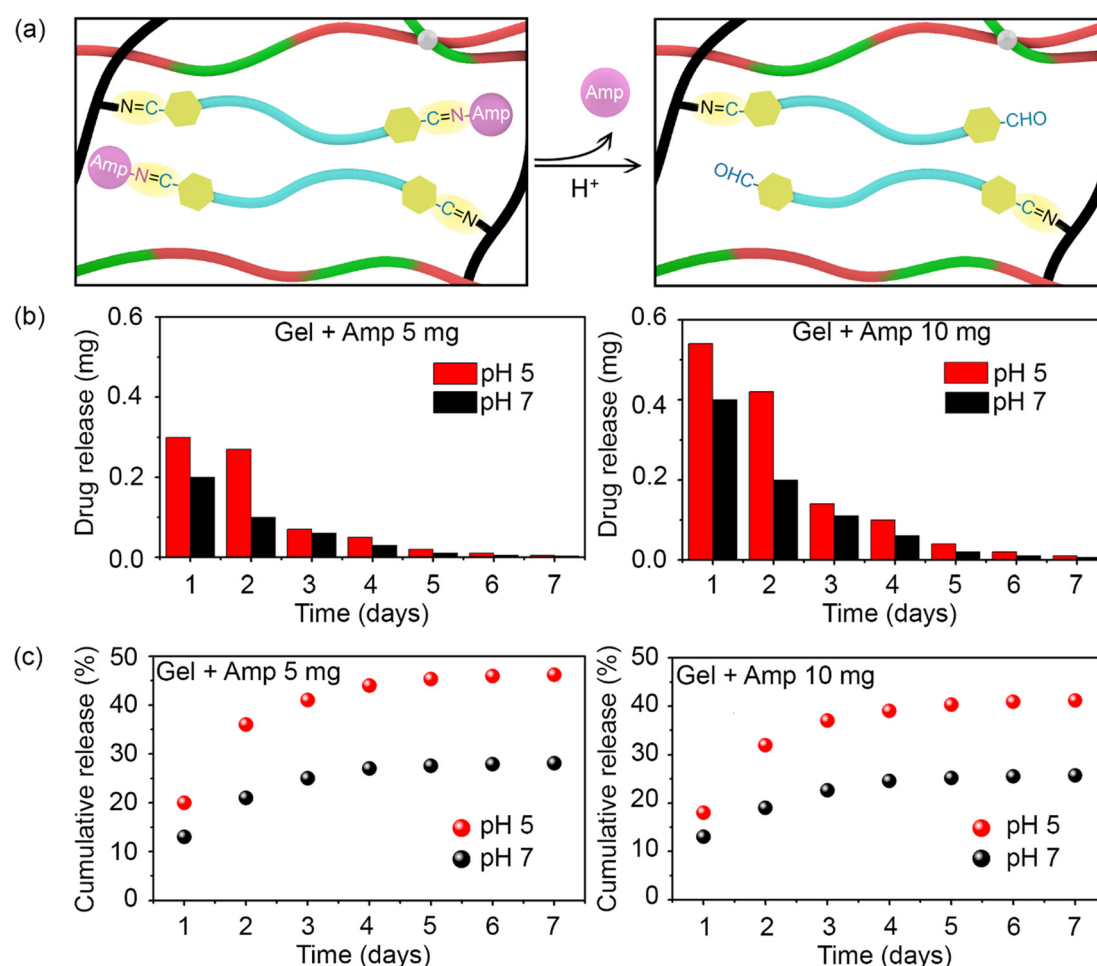 (a)
N=C
C=N-Amp
Amp-N=C
C=N
Amp
H+
N=C
CHO
OHC
C=N
(b)
Gel + Amp 5 mg
pH 5
pH 7
Drug release (mg)
0.6
0.4
0.2
0.0
1 2 3 4 5 6 7
Time (days)
Gel + Amp 10 mg
pH 5
pH 7
Drug release (mg)
0.6
0.4
0.2
0.0
1 2 3 4 5 6 7
Time (days)
(c)
Gel + Amp 5 mg
pH 5
pH 7
Cumulative release (%)
50
40
30
20
10
0
1 2 3 4 5 6 7
Time (days)
Gel + Amp 10 mg
pH 5
pH 7
Cumulative release (%)
50
40
30
20
10
0
1 2 3 4 5 6 7
Time (days)